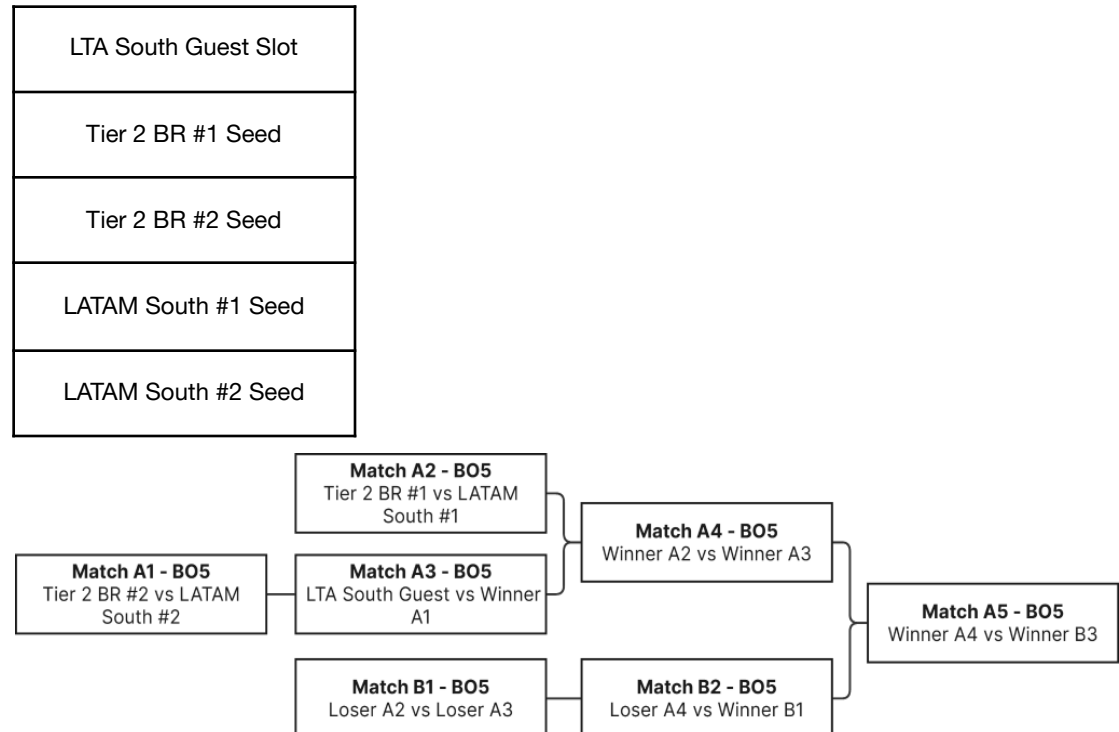 LTA South Guest Slot
Tier 2 BR #1 Seed
Tier 2 BR #2 Seed
LATAM South #1 Seed
LATAM South #2 Seed
Match A2 - BO5
Tier 2 BR #1 vs LATAM
South #1
Match A4 - BO5
Winner A2 vs Winner A3
Match A1 - BO5
Tier 2 BR #2 vs LATAM
South #2
Match A3 - BO5
LTA South Guest vs Winner
A1
Match A5 - BO5
Winner A4 vs Winner B3
Match B1 - BO5
Loser A2 vs Loser A3
Match B2 - BO5
Loser A4 vs Winner B1